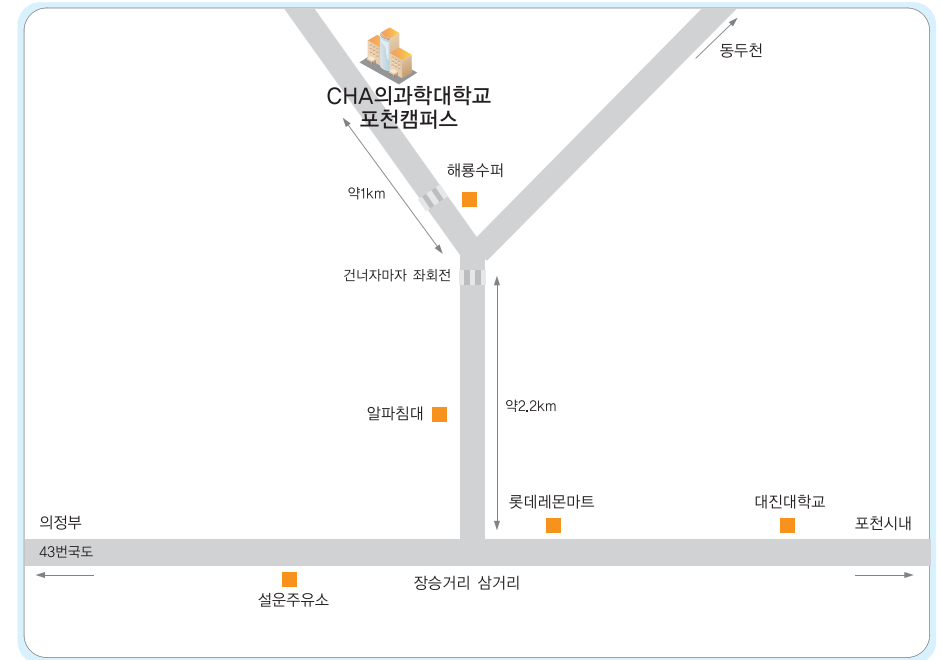 동두천
CHA의과학대학교
포천캠퍼스
해룡수퍼
약1km
건너자마자 좌회전
알파침대
약2.2km
롯데레몬마트
대진대학교
의정부
포천시내
43번국도
장승거리 삼거리
설운주유소